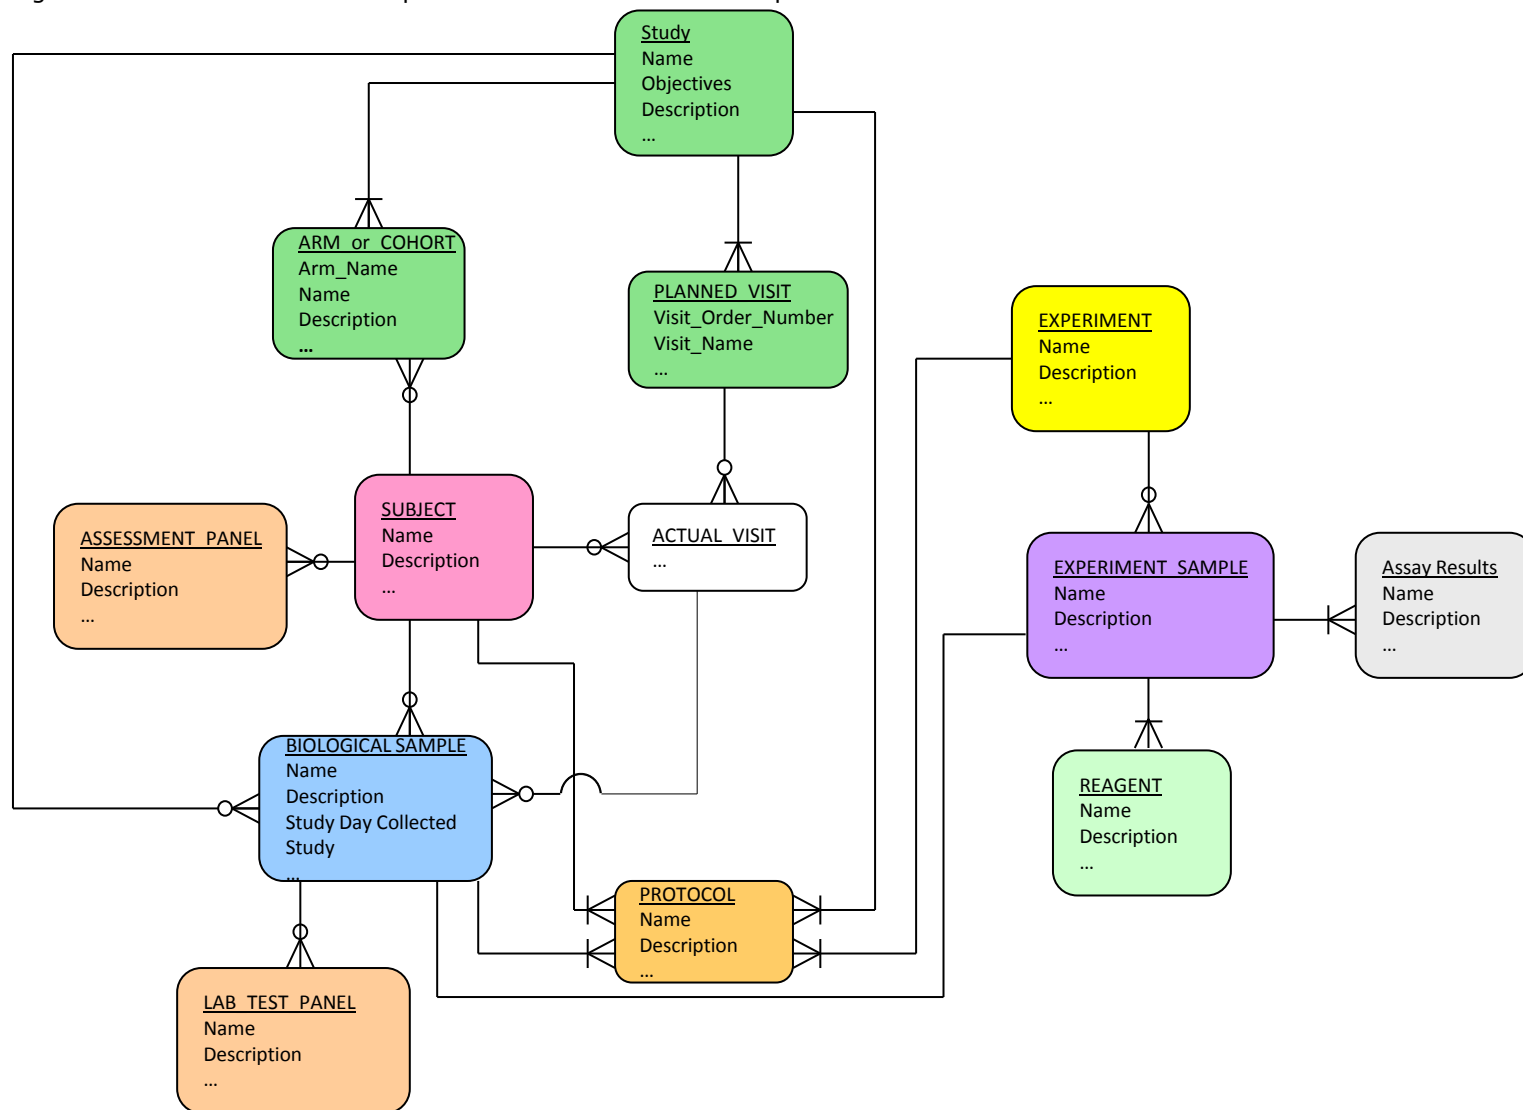 Study
Name
Objectives
Description
...
ARM_or_COHORT
Arm_Name
Name
Description
...
PLANNED_VISIT
Visit_Order_Number
Visit_Name
...
EXPERIMENT
Name
Description
...
SUBJECT
Name
Description
...
ACTUAL_VISIT
...
ASSESSMENT_PANEL
Name
Description
...
EXPERIMENT_SAMPLE
Name
Description
...
Assay Results
Name
Description
...
BIOLOGICAL SAMPLE
Name
Description
Study Day Collected
Study
...
REAGENT
Name
Description
...
PROTOCOL
Name
Description
...
LAB_TEST_PANEL
Name
Description
...